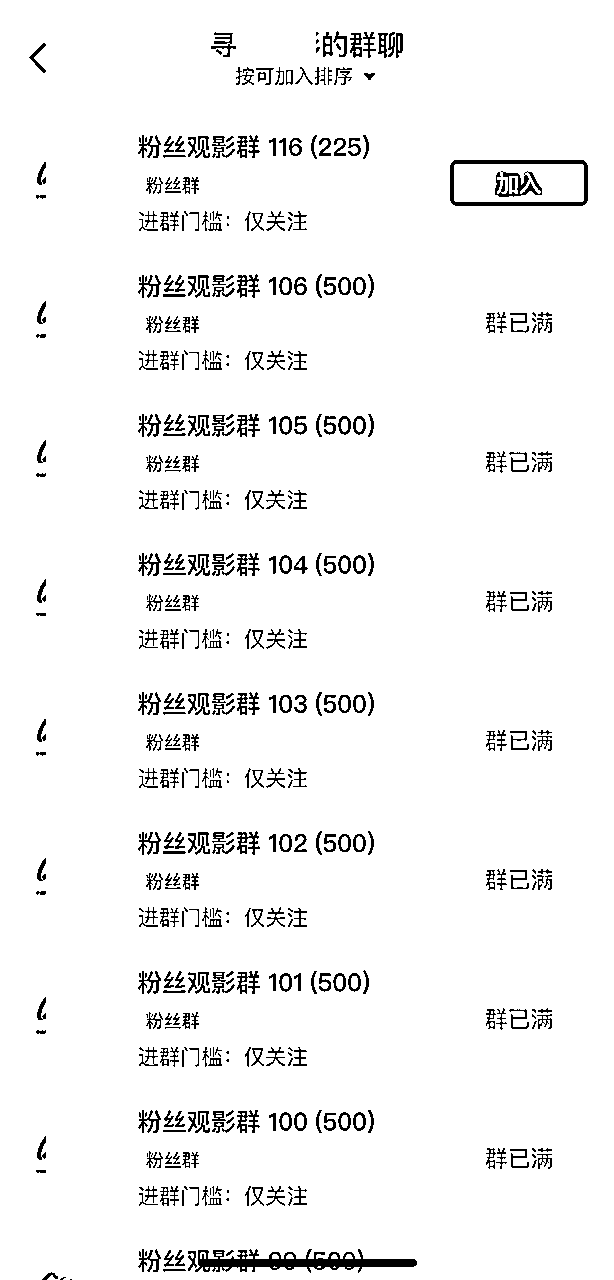 寻 的群聊
按可加入排序
粉丝观影群 116 (225)
粉丝群
加入
进群门槛：仅关注
粉丝观影群 106 (500)
粉丝群
群已满
进群门槛：仅关注
粉丝观影群 105 (500)
粉丝群
群已满
进群门槛：仅关注
粉丝观影群 104 (500)
粉丝群
群已满
进群门槛：仅关注
粉丝观影群 103 (500)
粉丝群
群已满
进群门槛：仅关注
粉丝观影群 102 (500)
粉丝群
群已满
进群门槛：仅关注
粉丝观影群 101 (500)
粉丝群
群已满
进群门槛：仅关注
粉丝观影群 100 (500)
粉丝群
群已满
进群门槛：仅关注
粉丝观影群 99 (500)